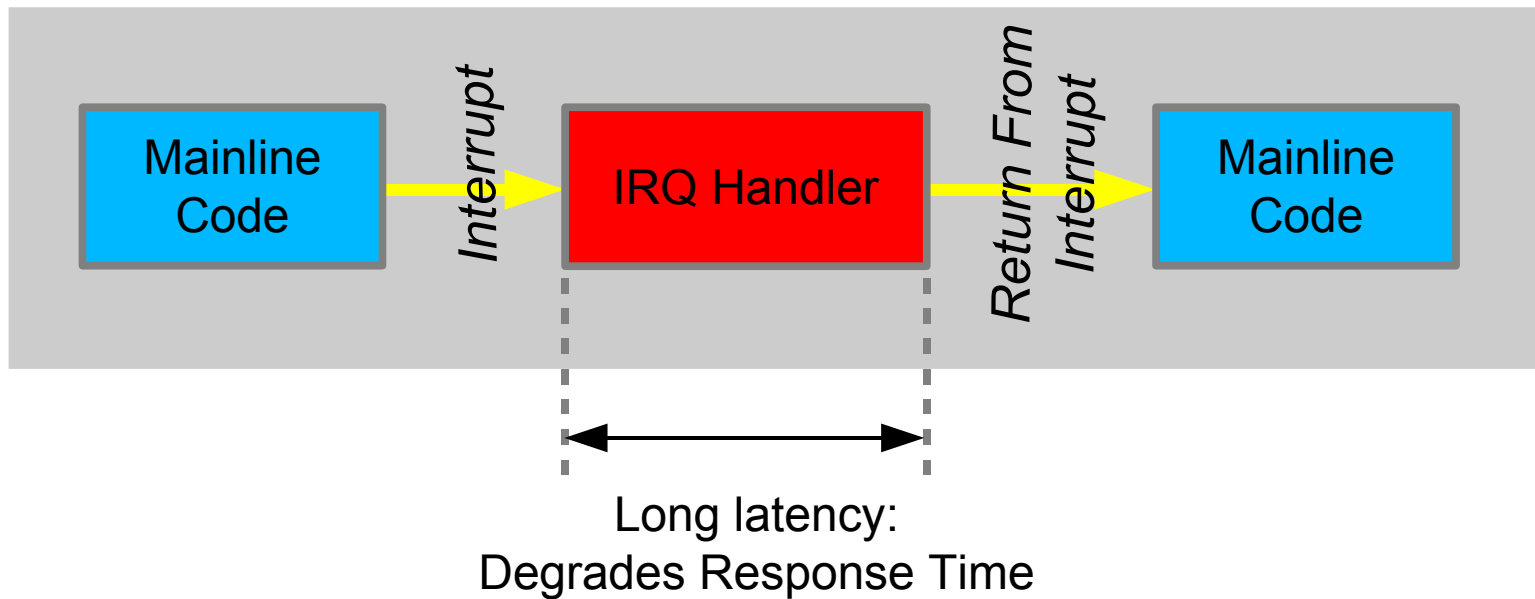 Mainline
Code
Interrupt
IRQ Handler
Return From
Interrupt
Mainline
Code
Long latency:
Degrades Response Time